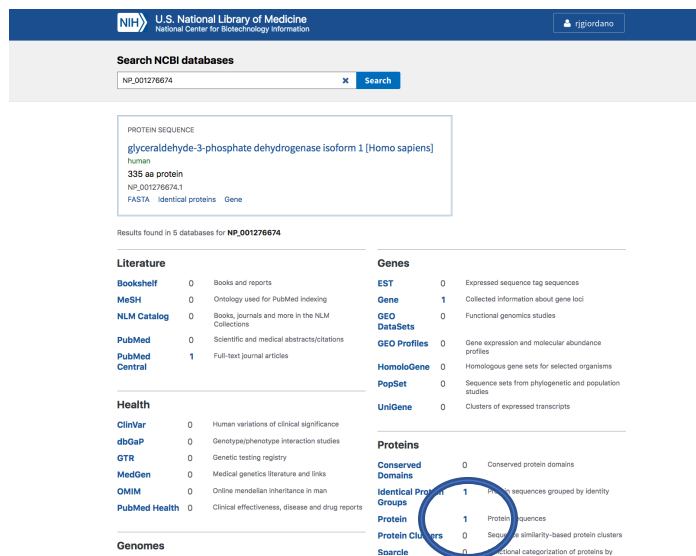 NIH U.S. National Library of Medicine
National Center for Biotechnology Information
rjgiordano
Search NCBI databases
NP_001276674 × Search
PROTEIN SEQUENCE
glyceraldehyde-3-phosphate dehydrogenase isoform 1 [Homo sapiens]
human
335 aa protein
NP_001276674.1
FASTA Identical proteins Gene
Results found in 5 databases for NP_001276674
Literature
Bookshelf 0 Books and reports
MeSH 0 Ontology used for PubMed indexing
NLM Catalog 0 Books, journals and more in the NLM
Collections
PubMed 0 Scientific and medical abstracts/citations
PubMed 1 Full-text journal articles
Central
Health
ClinVar 0 Human variations of clinical significance
dbGaP 0 Genotype/phenotype interaction studies
GTR 0 Genetic testing registry
MedGen 0 Medical genetics literature and links
OMIM 0 Online mendelian inheritance in man
PubMed Health 0 Clinical effectiveness, disease and drug reports
Genomes
Genes
EST 0 Expressed sequence tag sequences
Gene 1 Collected information about gene loci
GEO 0 Functional genomics studies
DataSets
GEO Profiles 0 Gene expression and molecular abundance
profiles
HomoloGene 0 Homologous gene sets for selected organisms
PopSet 0 Sequence sets from phylogenetic and population
studies
UniGene 0 Clusters of expressed transcripts
Proteins
Conserved 0 Conserved protein domains
Domains
Identical Protein 1 Protein sequences grouped by identity
Groups
Protein 1 Protein sequences
Protein Clusters 0 Sequence similarity-based protein clusters
Sparcle 0 Functional categorization of proteins by